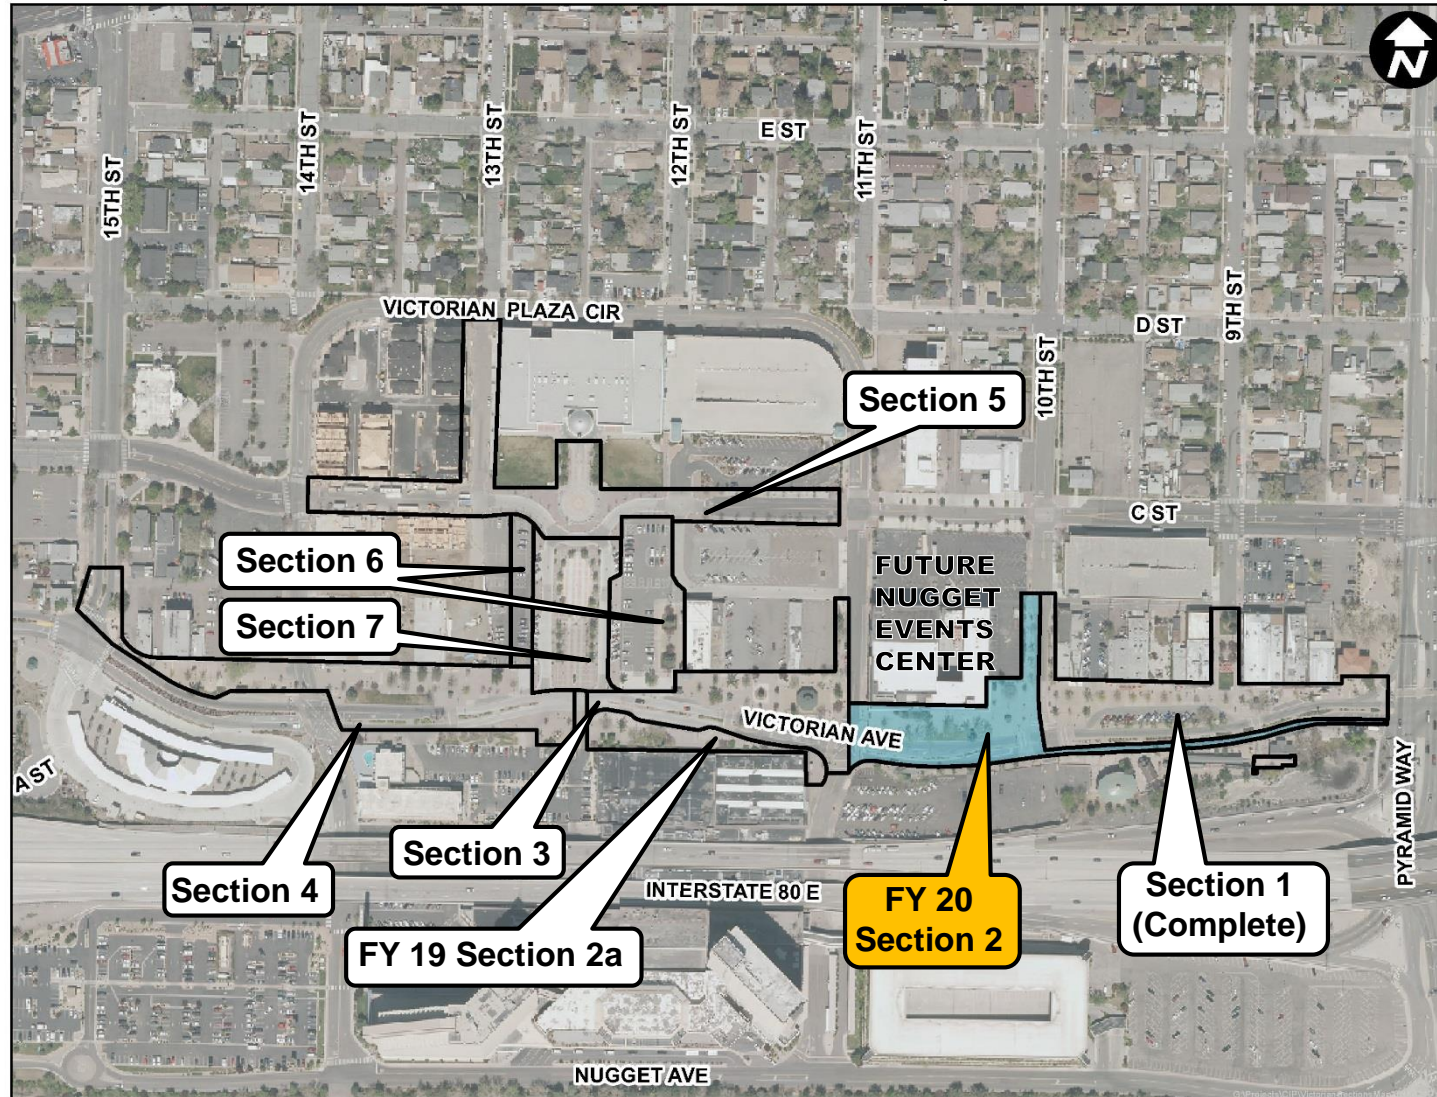 N
E ST
15TH ST
14TH ST
13TH ST
12TH ST
11TH ST
10TH ST
9TH ST
VICTORIAN PLAZA CIR
D ST
Section 5
C ST
Section 6
FUTURE
NUGGET
EVENTS
CENTER
Section 7
VICTORIAN AVE
A ST
PYRAMID WAY
Section 3
Section 4
INTERSTATE 80 E
FY 20
Section 2
Section 1
(Complete)
FY 19 Section 2a
NUGGET AVE